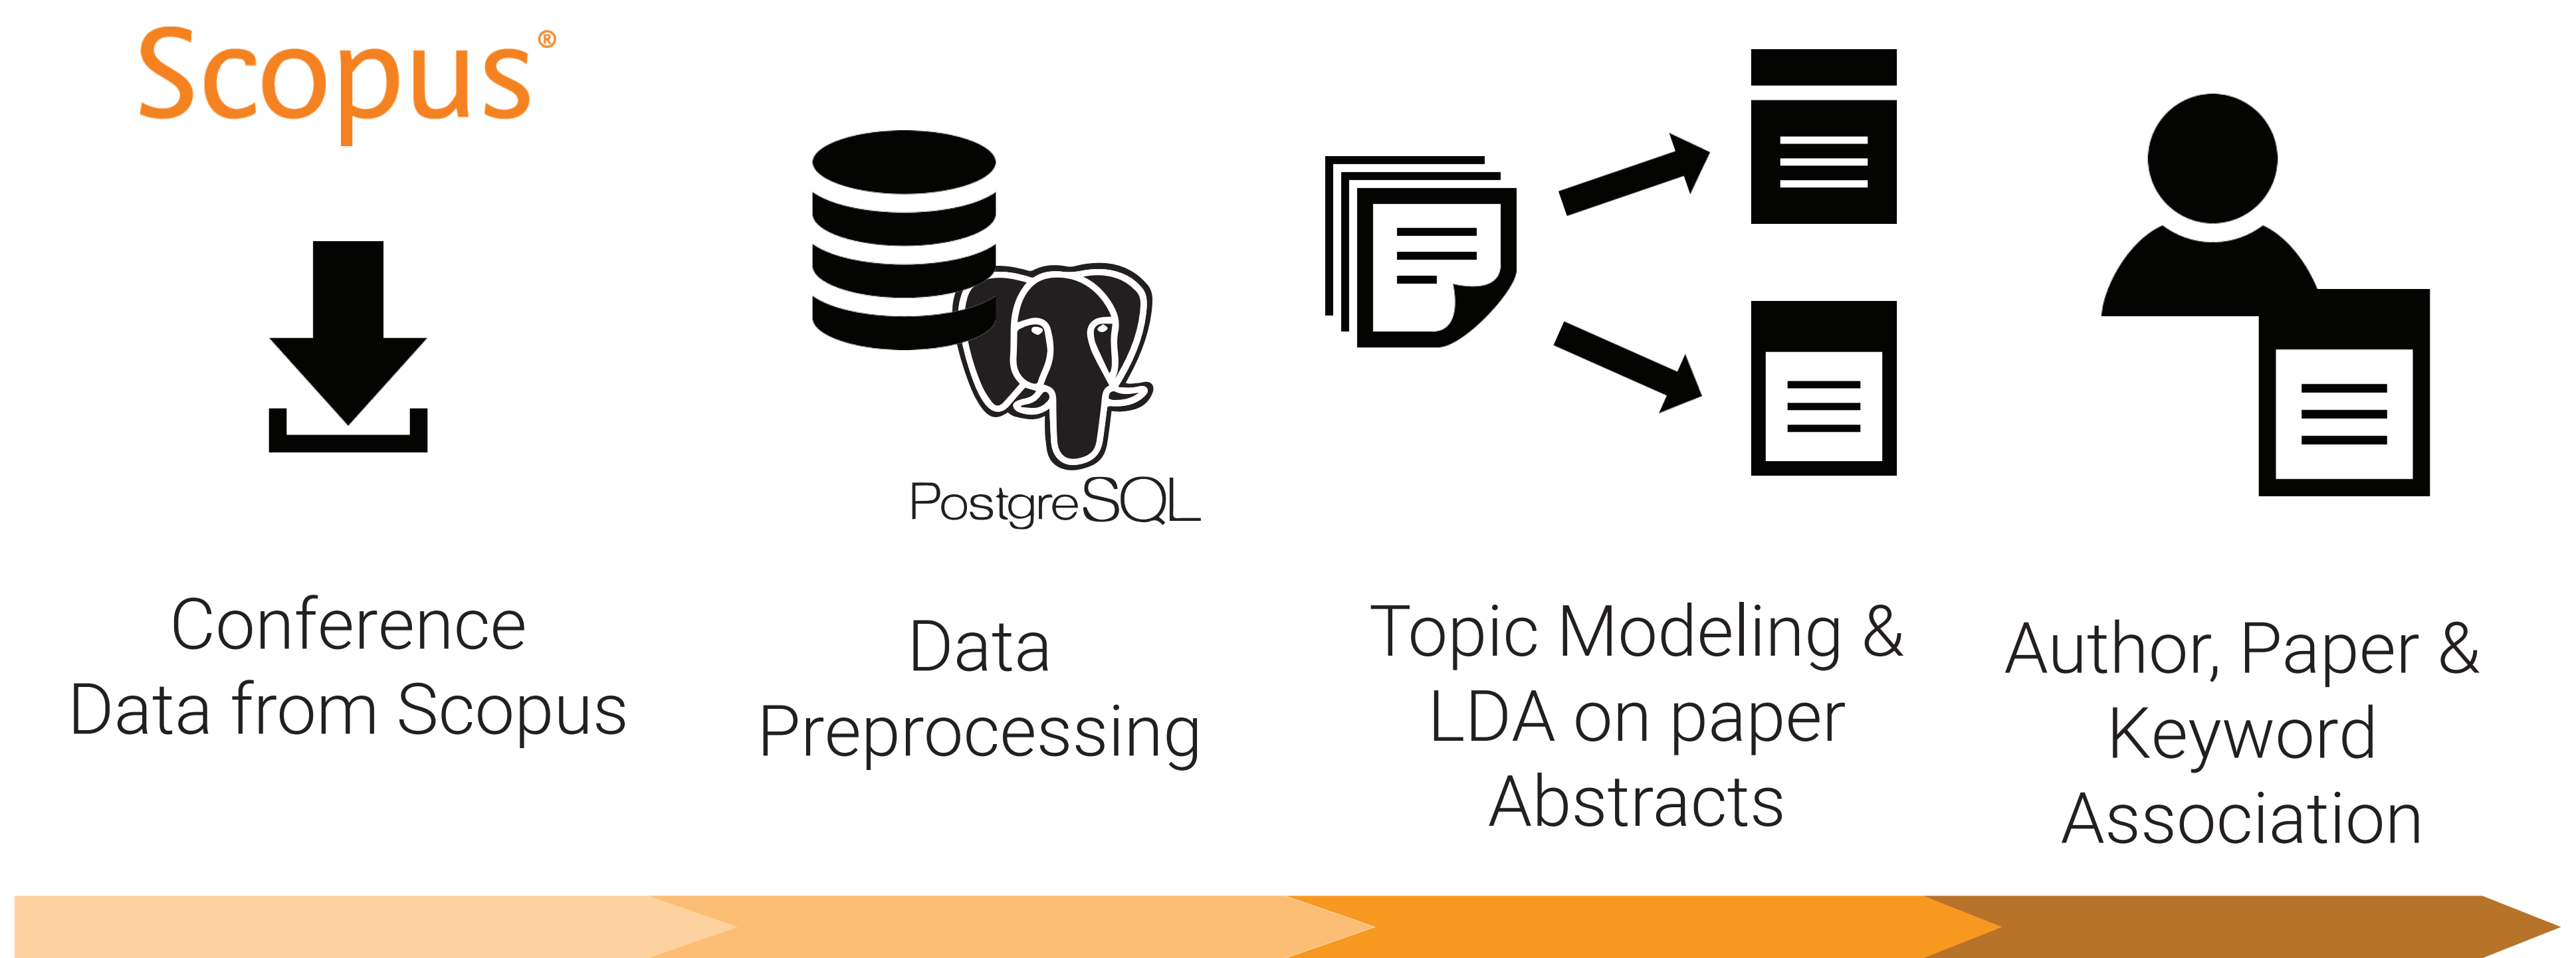 Scopus®
PostgreSQL
Conference
Data from Scopus
Data
Preprocessing
Topic Modeling &
LDA on paper
Abstracts
Author, Paper &
Keyword
Association